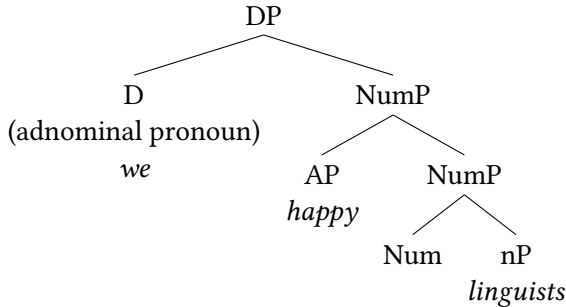 DP
D NumP
(adnominal pronoun)
we
AP NumP
happy
Num nP
linguists